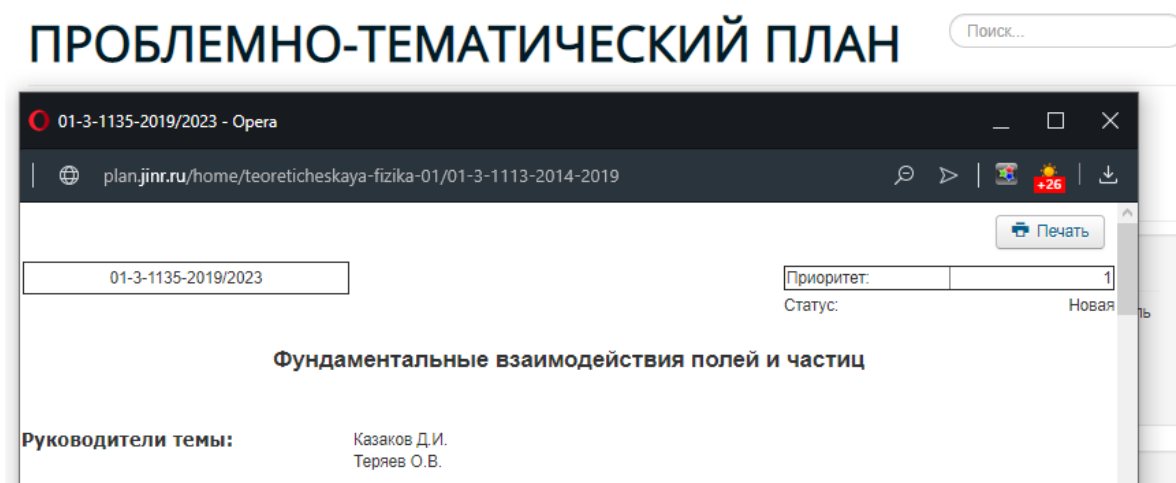 ПРОБЛЕМНО-ТЕМАТИЧЕСКИЙ ПЛАН
Поиск...
01-3-1135-2019/2023 - Opera
plan.jinr.ru/home/teoreticheskaya-fizika-01/01-3-1113-2014-2019
+26
Печать
01-3-1135-2019/2023
Приоритет: 1
Статус: Новая
Фундаментальные взаимодействия полей и частиц
Руководители темы: Казаков Д.И.
Теряев О.В.